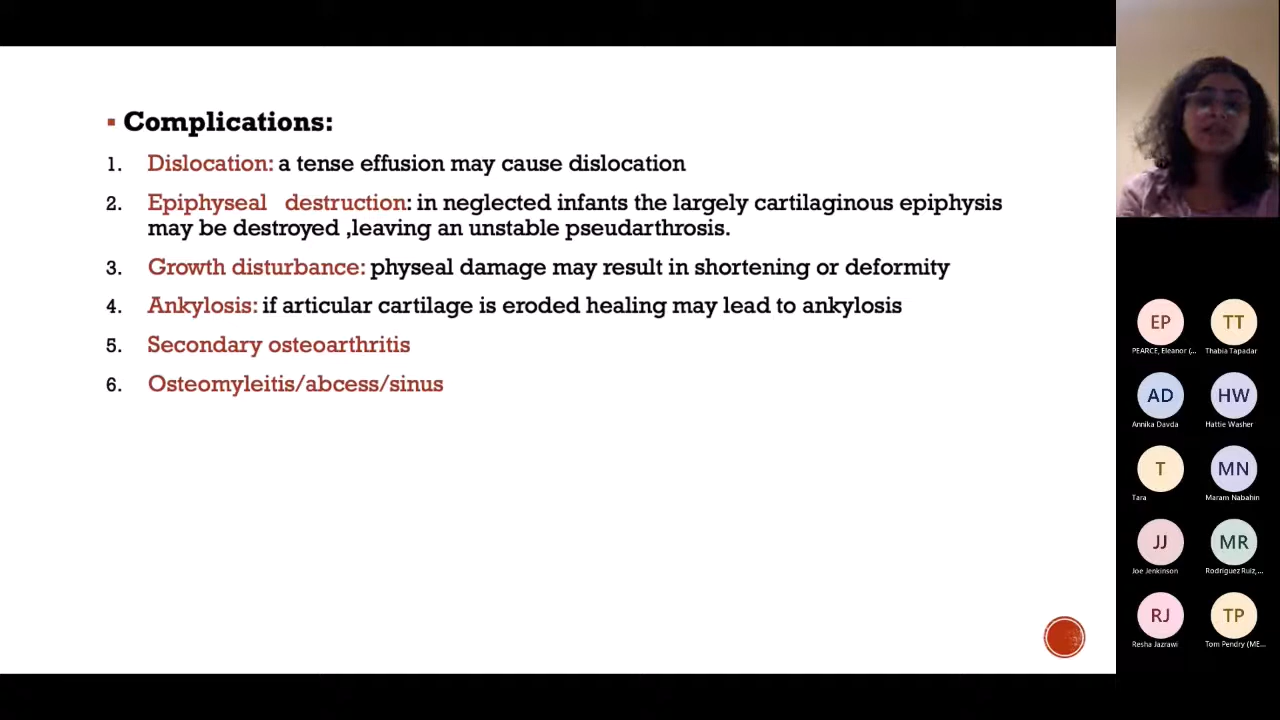 Complications:
1. Dislocation: a tense effusion may cause dislocation
2. Epiphyseal destruction: in neglected infants the largely cartilaginous epiphysis
may be destroyed ,leaving an unstable pseudarthrosis.
3. Growth disturbance: physeal damage may result in shortening or deformity
4. Ankylosis: if articular cartilage is eroded healing may lead to ankylosis
5. Secondary osteoarthritis
6. Osteomyleitis/abcess/sinus
EP TT
PEARCE, Eleanor (... Thabia Tapadar
AD HW
Annika Davda Hattie Washer
T MN
Tara Maram Nabahin
JJ MR
Joe Jenkinson Rodriguez Ruiz,...
RJ TP
Resha Jazrawi Tom Pendry (ME...